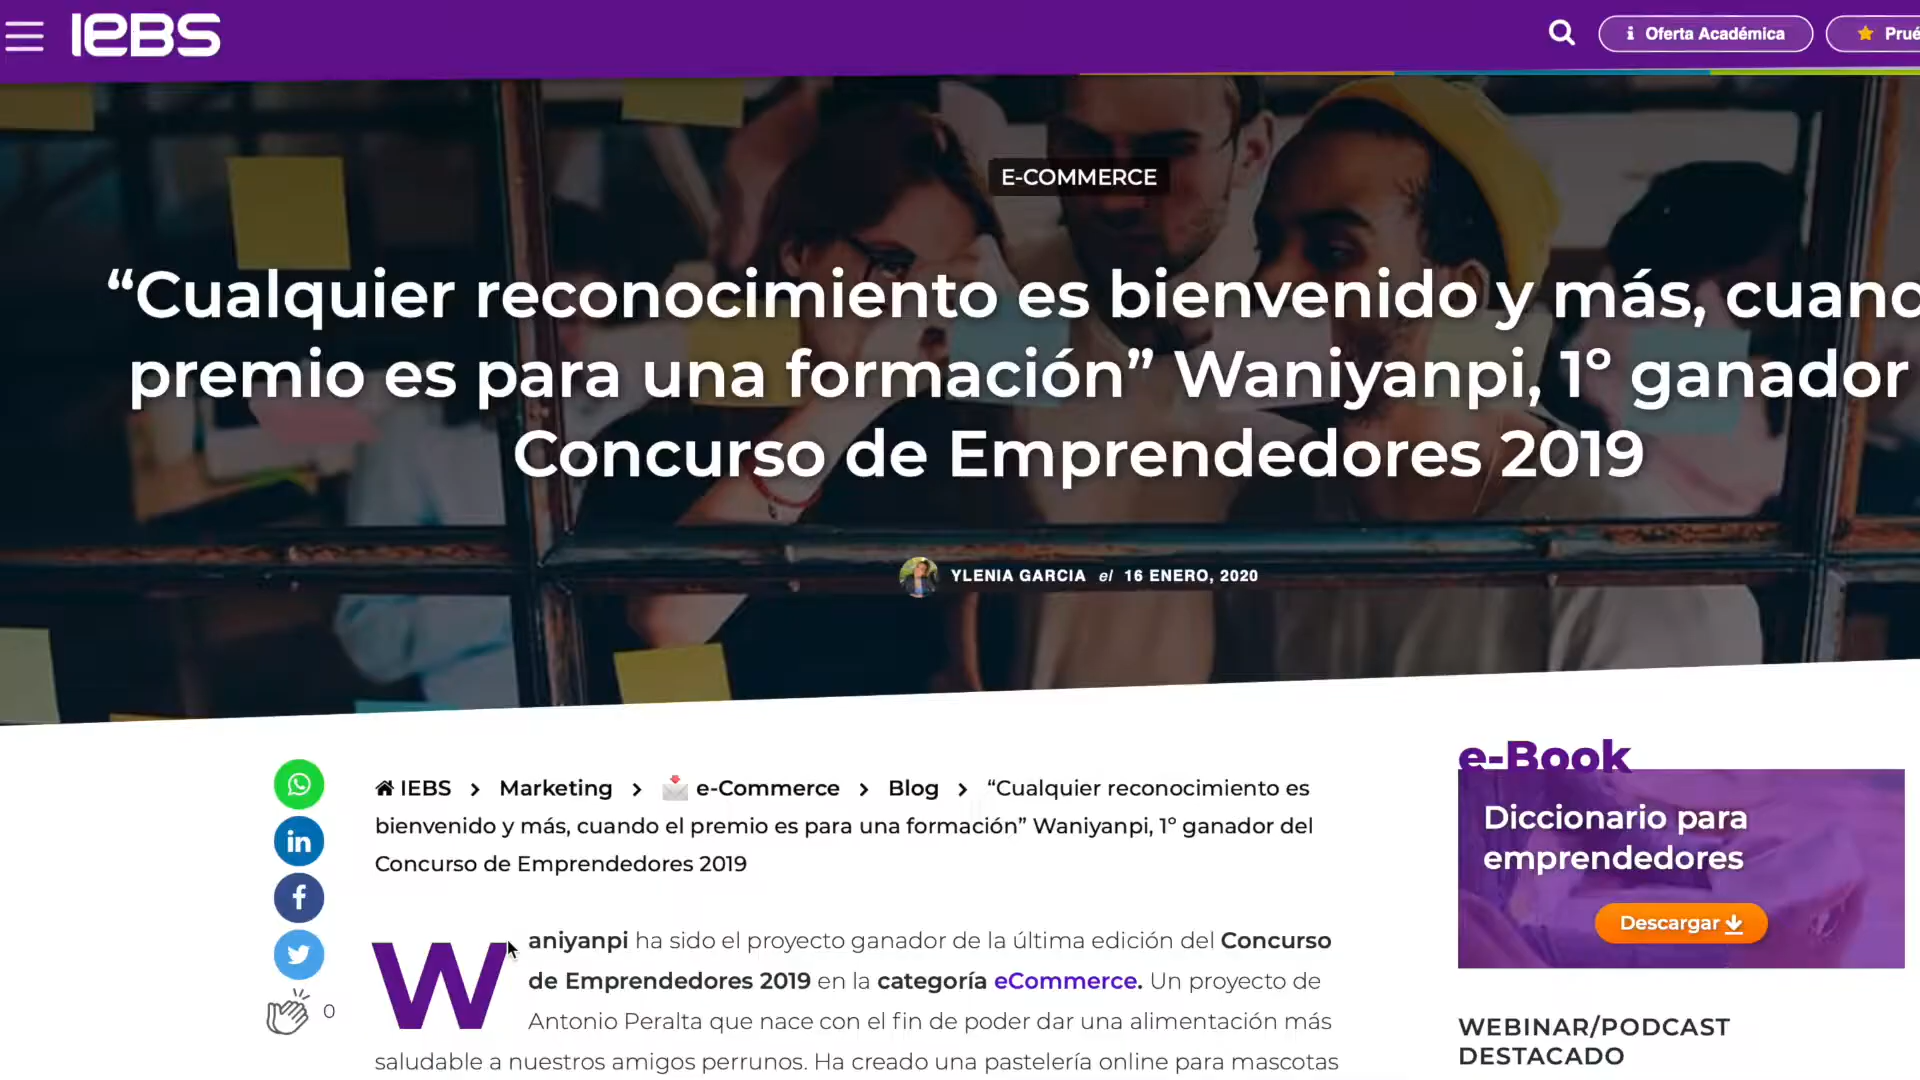 IEBS
Oferta Académica
Prué
E-COMMERCE
“Cualquier reconocimiento es bienvenido y más, cuand
premio es para una formación” Waniyanpi, 1º ganador
Concurso de Emprendedores 2019
YLENIA GARCIA el 16 ENERO, 2020
IEBS > Marketing > e-Commerce > Blog > “Cualquier reconocimiento es
bienvenido y más, cuando el premio es para una formación” Waniyanpi, 1º ganador del
Concurso de Emprendedores 2019
Waniyanpi ha sido el proyecto ganador de la última edición del Concurso
de Emprendedores 2019 en la categoría eCommerce. Un proyecto de
Antonio Peralta que nace con el fin de poder dar una alimentación más
saludable a nuestros amigos perrunos. Ha creado una pastelería online para mascotas
0
e-Book
Diccionario para
emprendedores
Descargar
WEBINAR/PODCAST
DESTACADO